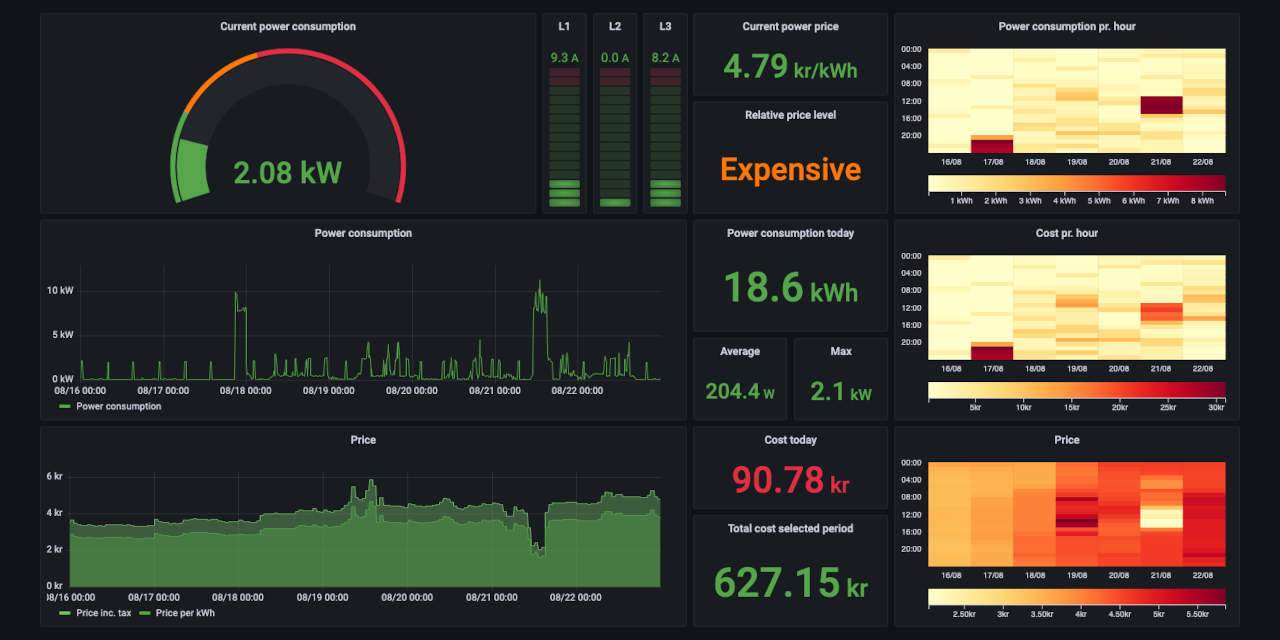 Current power consumption
2.08 kW
L1
9.3 A
L2
0.0 A
L3
8.2 A
Current power price
4.79 kr/kWh
Relative price level
Expensive
Power consumption pr. hour
00:00
04:00
08:00
12:00
16:00
20:00
16/08 17/08 18/08 19/08 20/08 21/08 22/08
1 kWh 2 kWh 3 kWh 4 kWh 5 kWh 6 kWh 7 kWh 8 kWh
Power consumption
10 kW
5 kW
0 kW
08/16 00:00 08/17 00:00 08/18 00:00 08/19 00:00 08/20 00:00 08/21 00:00 08/22 00:00
Power consumption
Power consumption today
18.6 kWh
Average
204.4 W
Max
2.1 kW
Cost pr. hour
00:00
04:00
08:00
12:00
16:00
20:00
16/08 17/08 18/08 19/08 20/08 21/08 22/08
5kr 10kr 15kr 20kr 25kr 30kr
Price
6 kr
4 kr
2 kr
0 kr
08/16 00:00 08/17 00:00 08/18 00:00 08/19 00:00 08/20 00:00 08/21 00:00 08/22 00:00
Price inc. tax Price per kWh
Cost today
90.78 kr
Total cost selected period
627.15 kr
Price
00:00
04:00
08:00
12:00
16:00
20:00
16/08 17/08 18/08 19/08 20/08 21/08 22/08
2.50kr 3kr 3.50kr 4kr 4.50kr 5kr 5.50kr